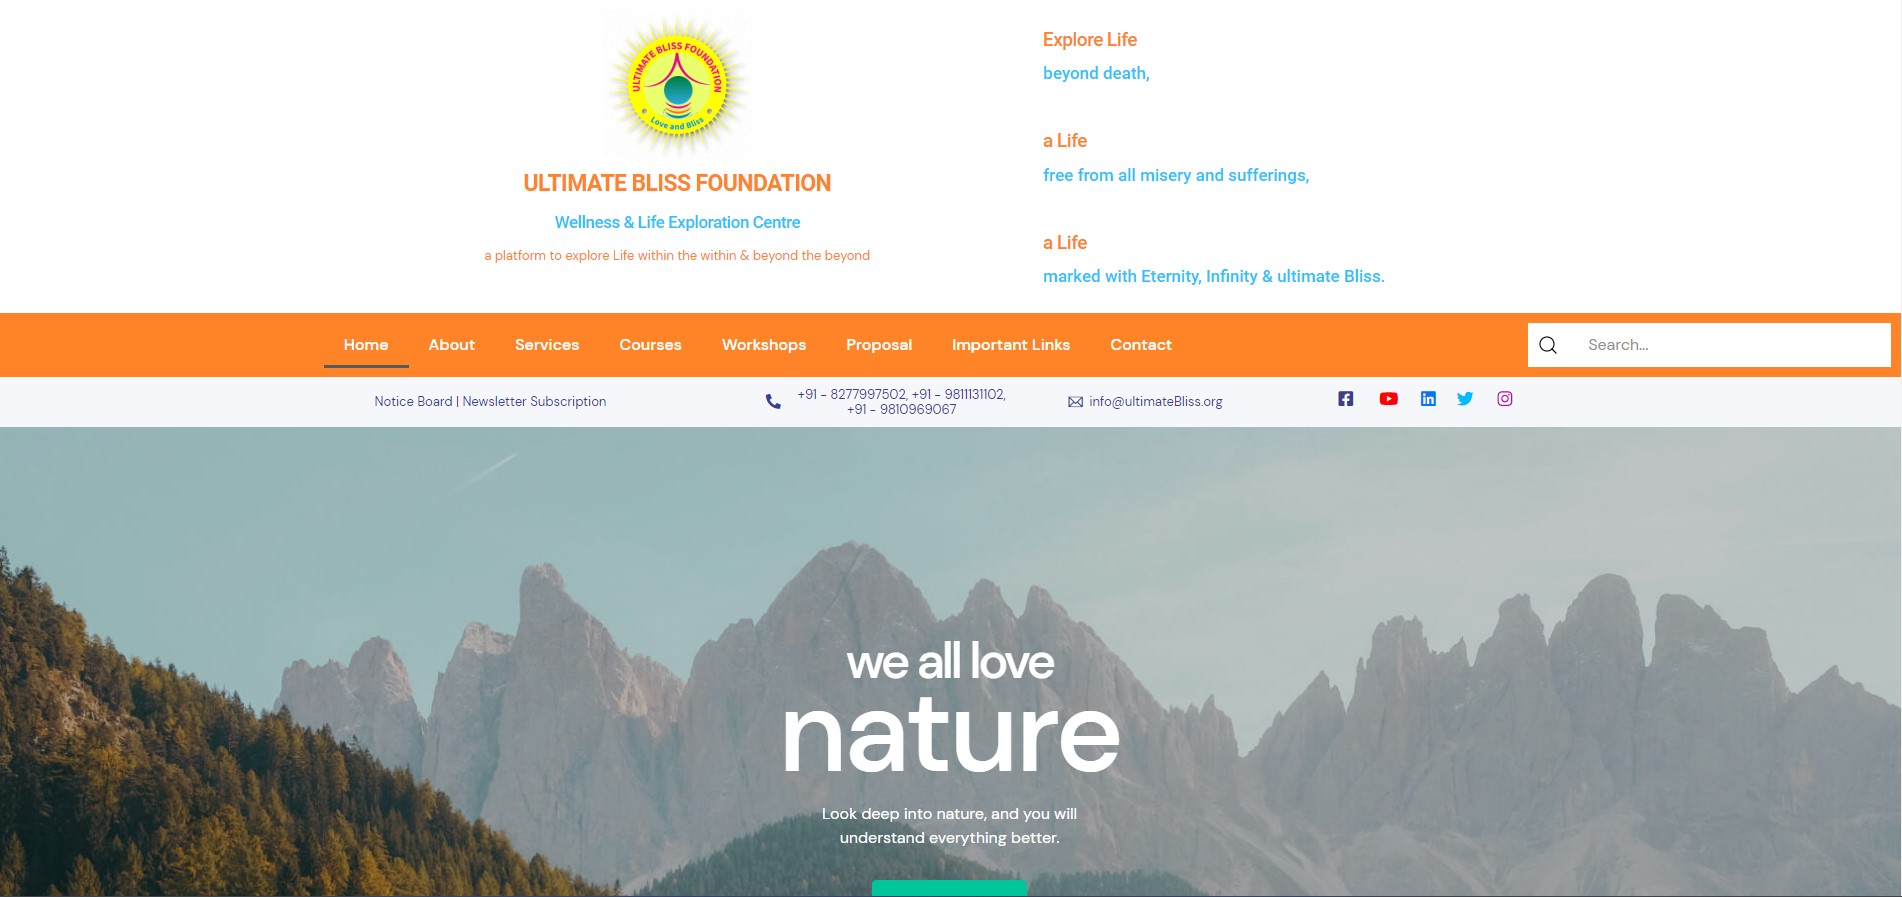 ULTIMATE BLISS FOUNDATION
Love and Bliss
ULTIMATE BLISS FOUNDATION
Wellness & Life Exploration Centre
a platform to explore Life within the within & beyond the beyond
Explore Life
beyond death,
a Life
free from all misery and sufferings,
a Life
marked with Eternity, Infinity & ultimate Bliss.
Home About Services Courses Workshops Proposal Important Links Contact Search...
Notice Board | Newsletter Subscription
+91 - 8277997502, +91 - 9811131102,
+91 - 9810969067
info@ultimateBliss.org
we all love
nature
Look deep into nature, and you will
understand everything better.